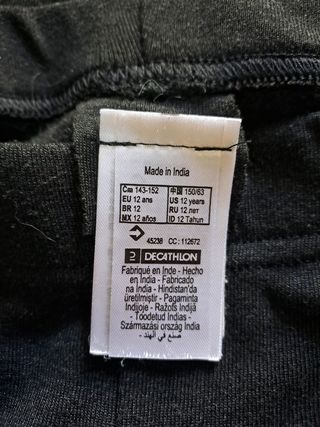 Made in India
Cm 143-152
EU 12 ans
BR 12
MX 12 años
中国 150/63
US 12 years
RU 12 лет
ID 12 Tahun
45238 CC : 112672
DECATHLON
Fabriqué en Inde - Hecho
en India - Fabricado
na Índia - Hindistan'da
üretilmiştir - Pagaminta
Indijoje - Ražots Indijā
- Toodetud Indias -
Származási ország India
- صنع في الهند